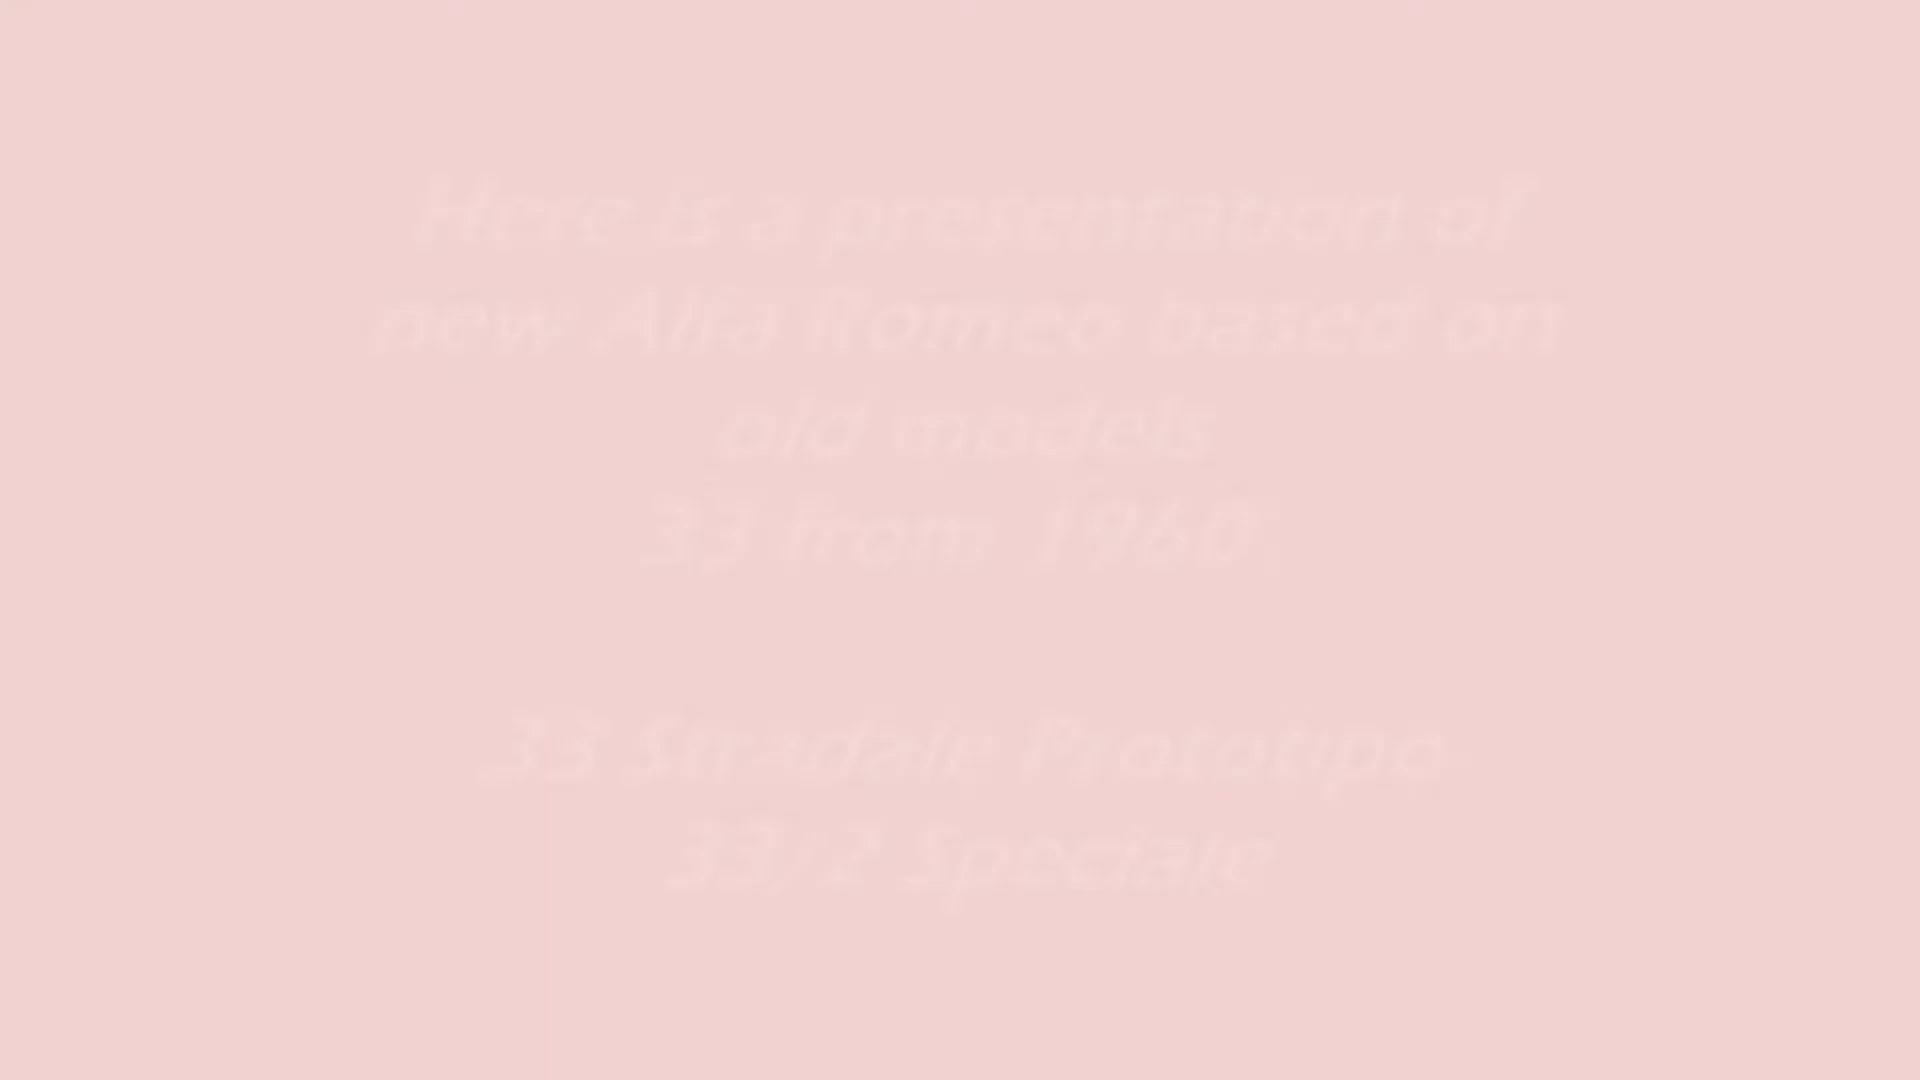 Here is a presentation of
new Alfa Romeo based on
old models
33 from 1960.
33 Stradale Prototipo
33/2 Speciale